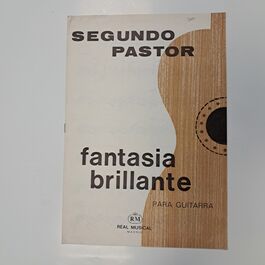 SEGUNDO
PASTOR
fantasia
brillante
PARA GUITARRA
RM
REAL MUSICAL
MADRID